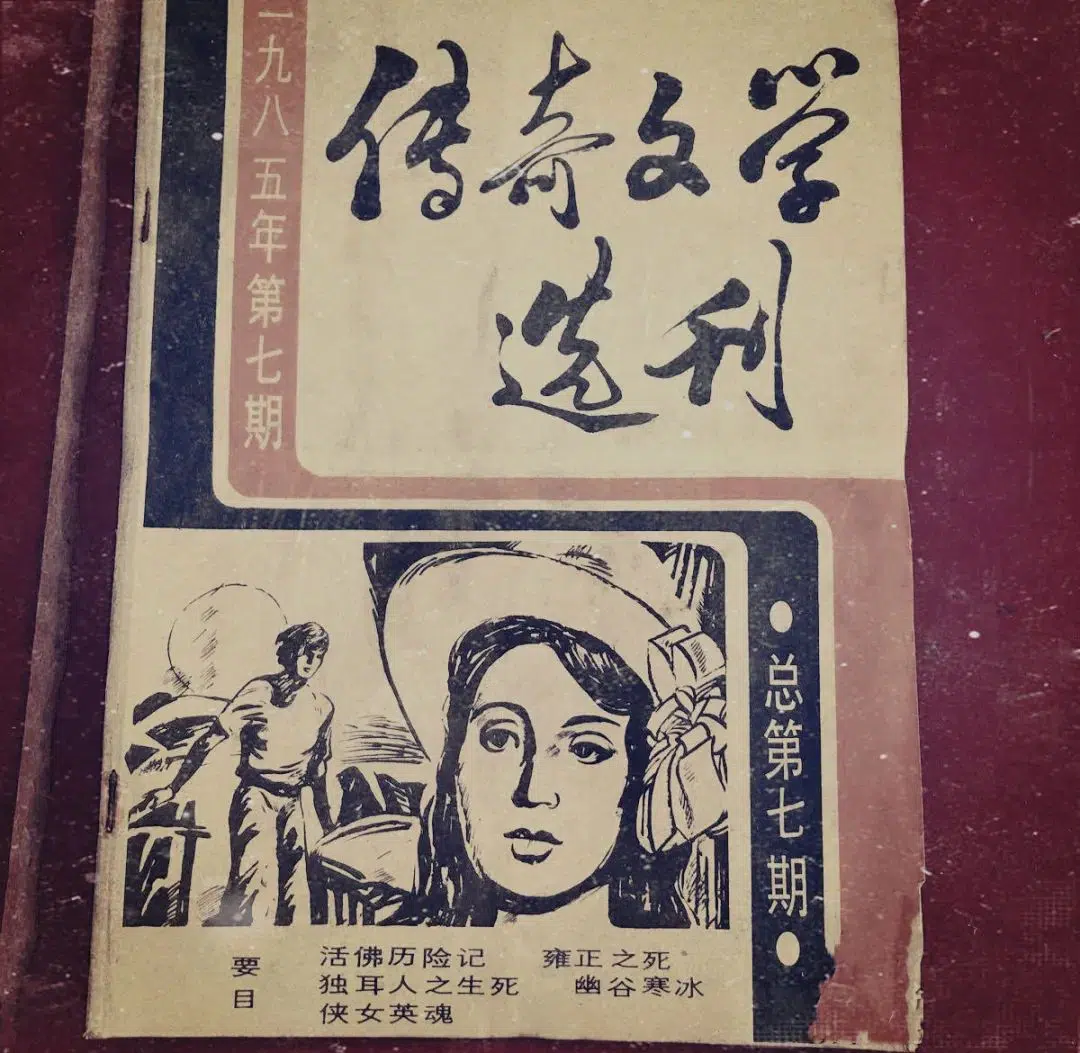 传奇文学
选刊
一九八五年第七期
总第七期
要目
活佛历险记 雍正之死
独耳人之生死 幽谷寒冰
侠女英魂